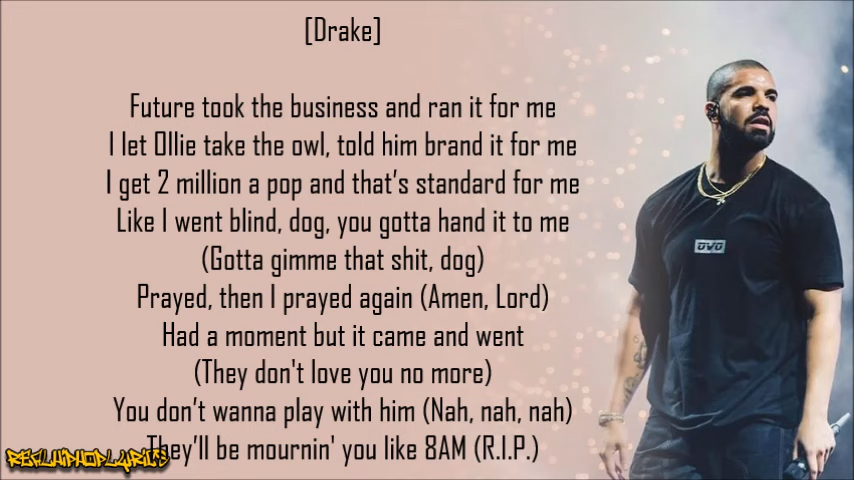 [Drake]
Future took the business and ran it for me
I let Ollie take the owl, told him brand it for me
I get 2 million a pop and that's standard for me
Like I went blind, dog, you gotta hand it to me
(Gotta gimme that shit, dog)
Prayed, then I prayed again (Amen, Lord)
Had a moment but it came and went
(They don't love you no more)
You don't wanna play with him (Nah, nah, nah)
They'll be mournin' you like 8AM (R.I.P.)
OVO
REALHIPHOPLYRICS